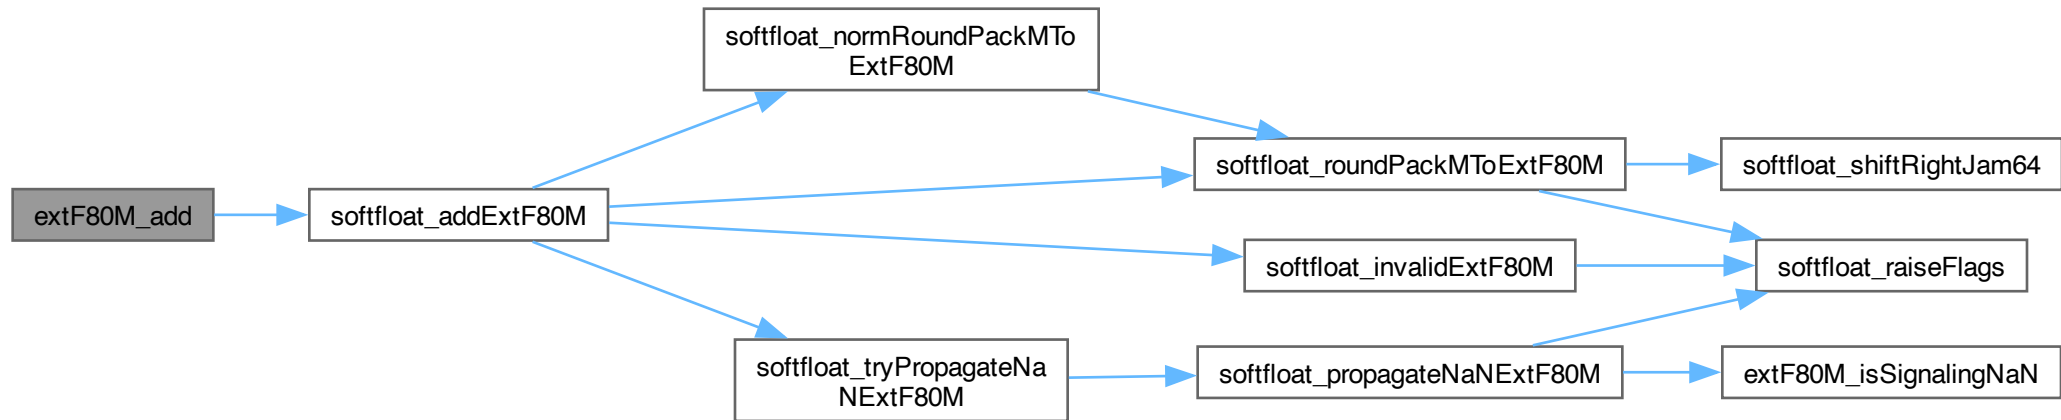 extF80M_add
softfloat_addExtF80M
softfloat_normRoundPackMTo
ExtF80M
softfloat_roundPackMToExtF80M
softfloat_shiftRightJam64
softfloat_invalidExtF80M
softfloat_raiseFlags
softfloat_tryPropagateNa
NExtF80M
softfloat_propagateNaNExtF80M
extF80M_isSignalingNaN